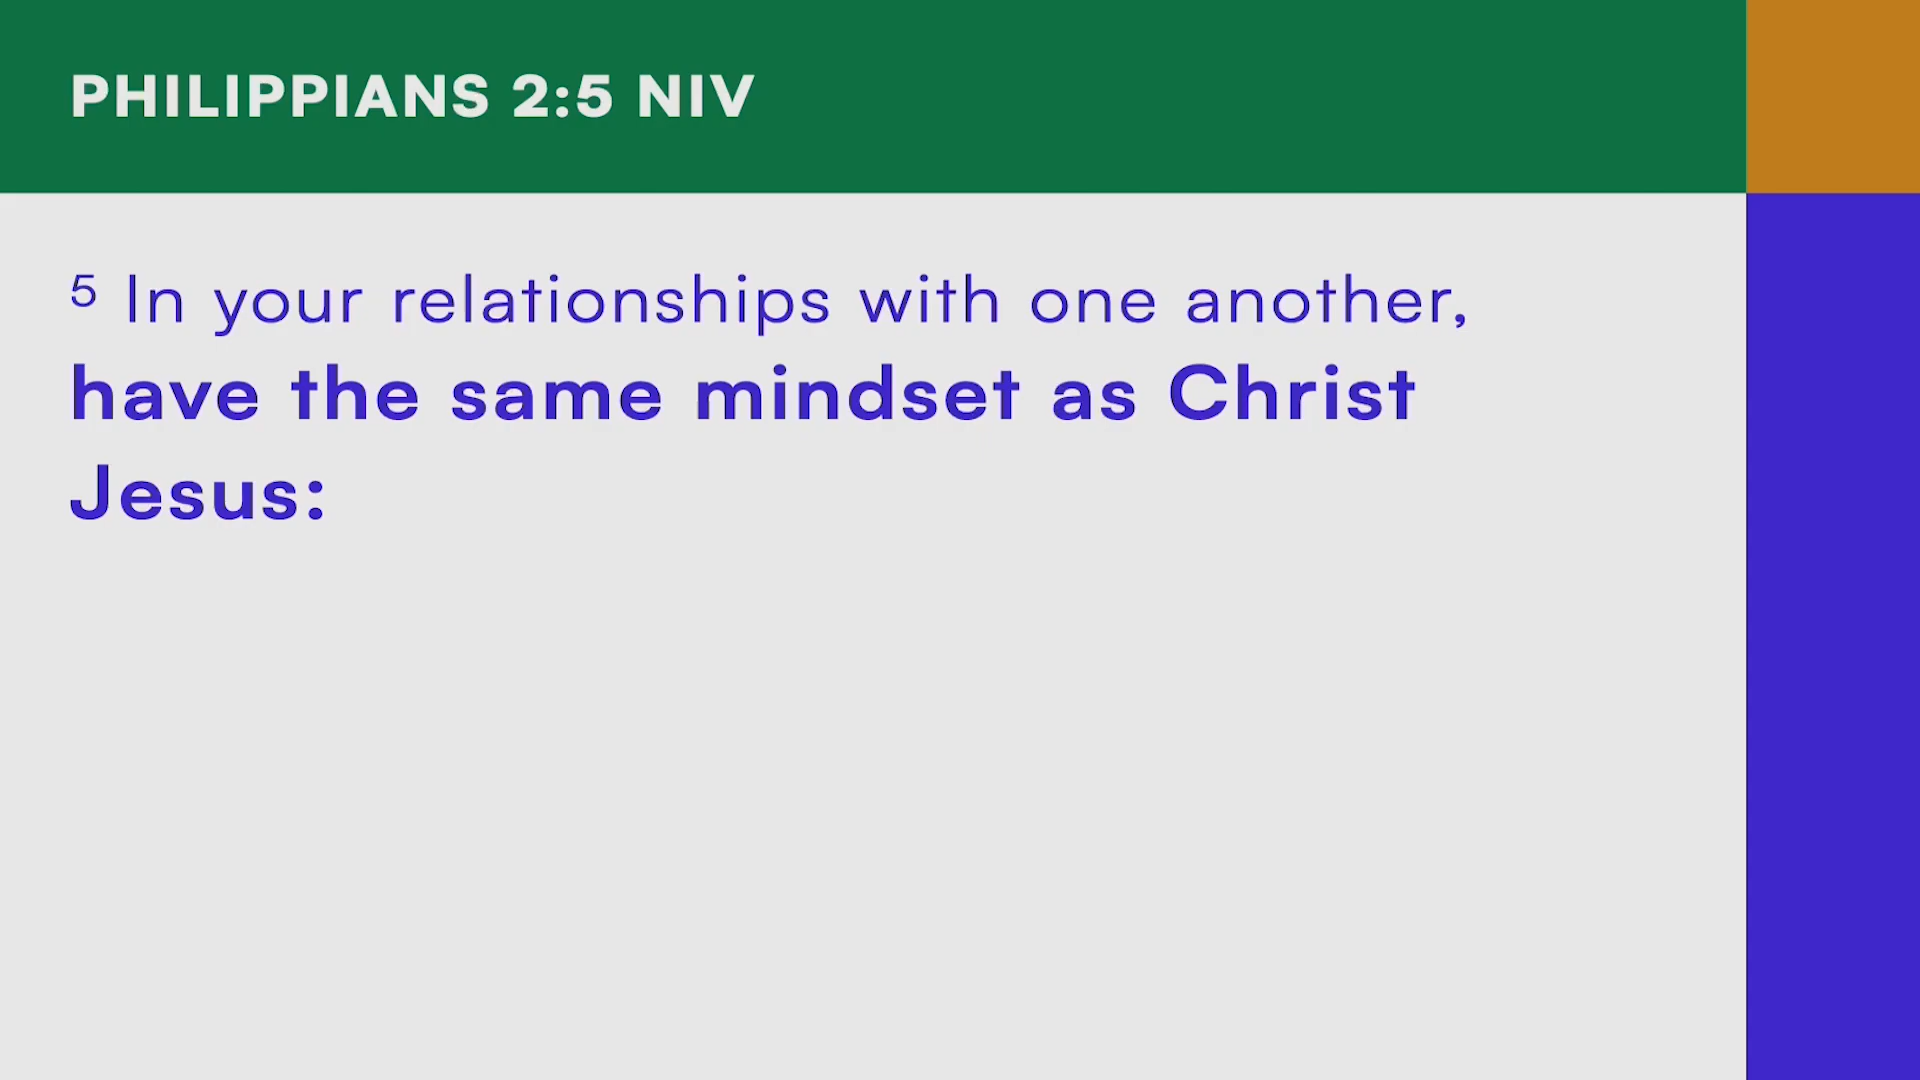 PHILIPPIANS 2:5 NIV
⁵ In your relationships with one another,
have the same mindset as Christ
Jesus: